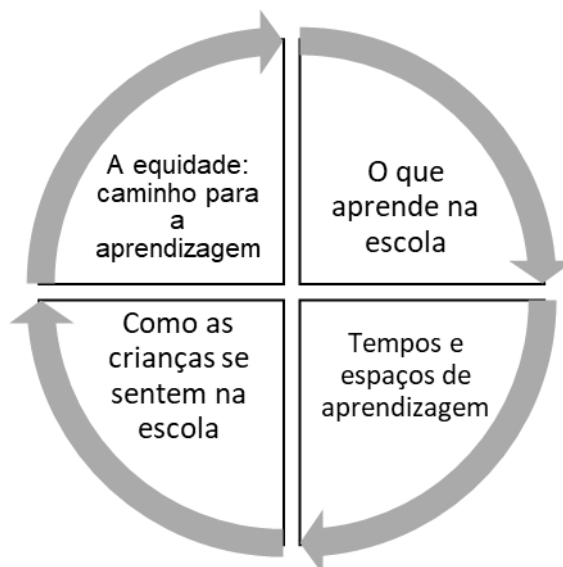 A equidade:
caminho para
a
aprendizagem
O que
aprende na
escola
Como as
crianças se
sentem na
escola
Tempos e
espaços de
aprendizagem